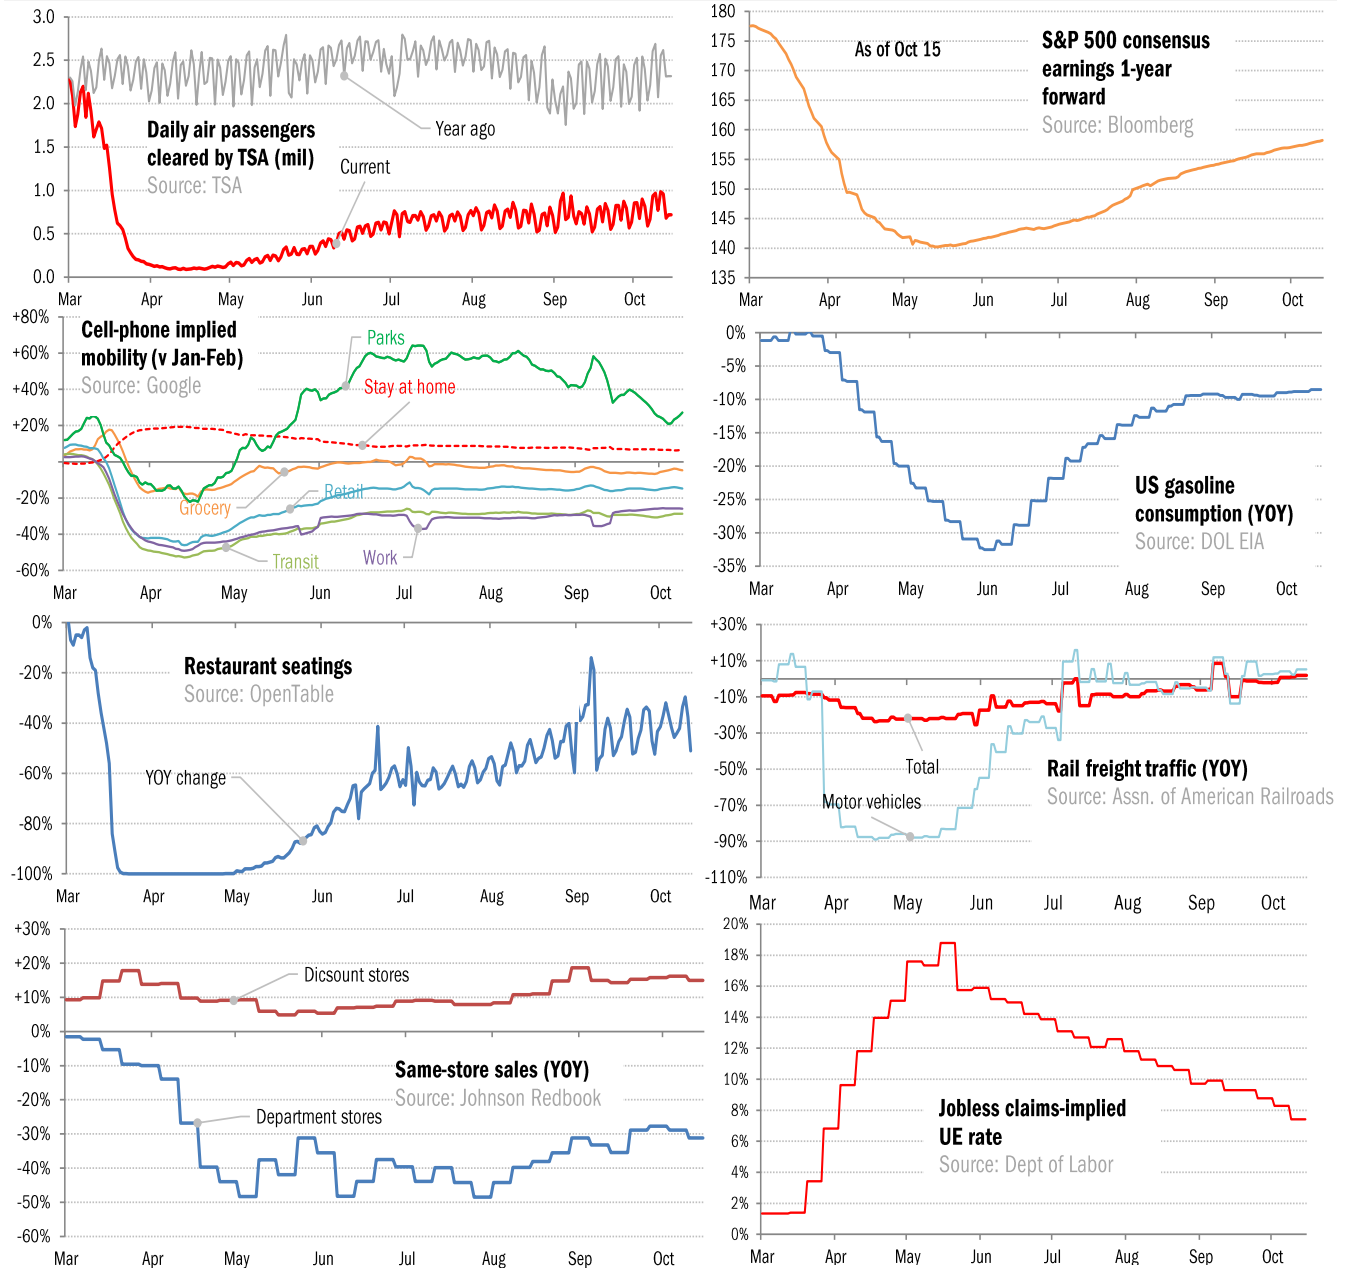 3.0
2.5
2.0
1.5
1.0
0.5
0.0
Daily air passengers
cleared by TSA (mil)
Source: TSA
Year ago
Current
Mar Apr May Jun Jul Aug Sep Oct
180
175
170
165
160
155
150
145
140
135
As of Oct 15
S&P 500 consensus
earnings 1-year
forward
Source: Bloomberg
Mar Apr May Jun Jul Aug Sep Oct
+80%
+60%
+40%
+20%
-20%
-40%
-60%
Cell-phone implied
mobility (v Jan-Feb)
Source: Google
Parks
Stay at home
Grocery
Retail
Transit
Work
Mar Apr May Jun Jul Aug Sep Oct
0%
-5%
-10%
-15%
-20%
-25%
-30%
-35%
US gasoline
consumption (YOY)
Source: DOL EIA
Mar Apr May Jun Jul Aug Sep Oct
0%
-20%
-40%
-60%
-80%
-100%
Restaurant seatings
Source: OpenTable
YOY change
Mar Apr May Jun Jul Aug Sep Oct
+30%
+10%
-10%
-30%
-50%
-70%
-90%
-110%
Total
Motor vehicles
Rail freight traffic (YOY)
Source: Assn. of American Railroads
Mar Apr May Jun Jul Aug Sep Oct
+30%
+20%
+10%
0%
-10%
-20%
-30%
-40%
-50%
-60%
Dicsount stores
Same-store sales (YOY)
Source: Johnson Redbook
Department stores
Mar Apr May Jun Jul Aug Sep Oct
20%
18%
16%
14%
12%
10%
8%
6%
4%
2%
0%
Jobless claims-implied
UE rate
Source: Dept of Labor
Mar Apr May Jun Jul Aug Sep Oct